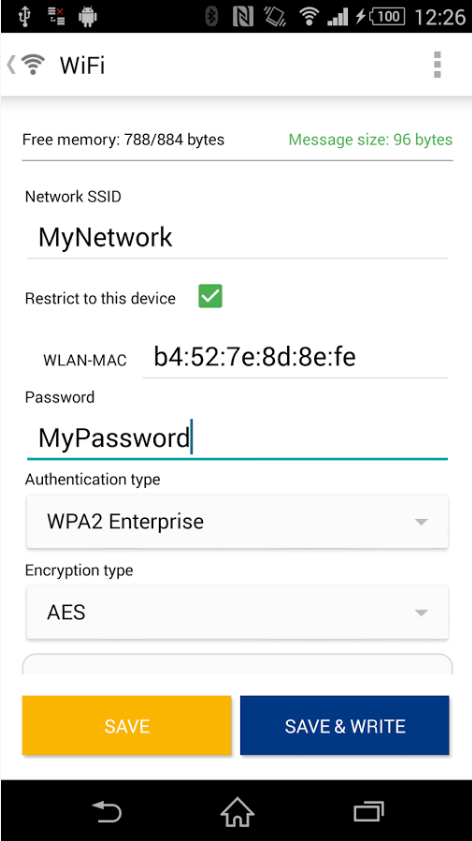 100 12:26
WiFi
Free memory: 788/884 bytes Message size: 96 bytes
Network SSID
MyNetwork
Restrict to this device
WLAN-MAC b4:52:7e:8d:8e:fe
Password
MyPassword
Authentication type
WPA2 Enterprise
Encryption type
AES
SAVE SAVE & WRITE